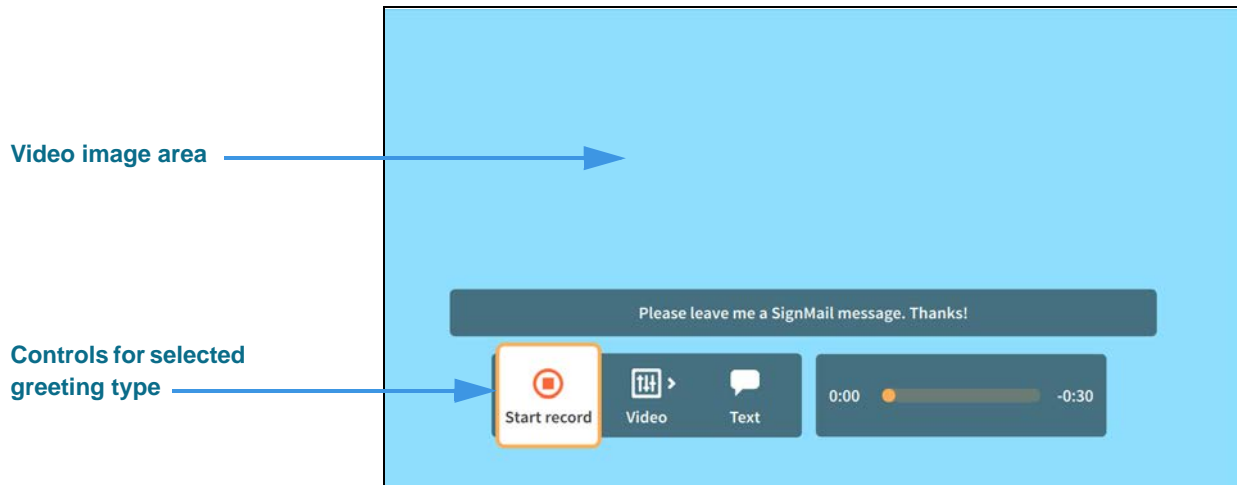 Video image area
Please leave me a SignMail message. Thanks!
Controls for selected
greeting type
Start record
Video
Text
0:00
-0:30